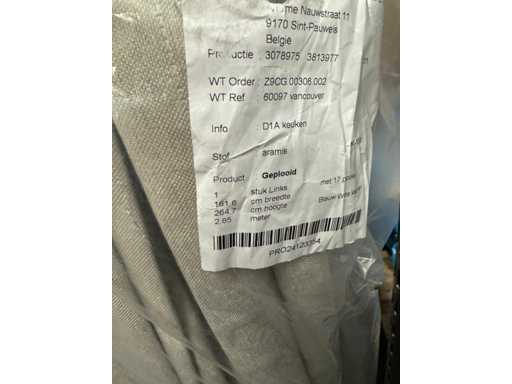 Nauwstraat 11
9170 Sint-Pauwels
België
Productie : 3078975 3813977
WT Order : Z9CG.00306.002
WT Ref : 60097 vancouver
Info : D1A keuken
Stof : aramis
Product : Geplooid
1 stuk Links met 17 plooien
161.6 cm breedte
264.7 cm hoogte
2.85 meter
PRO24123354